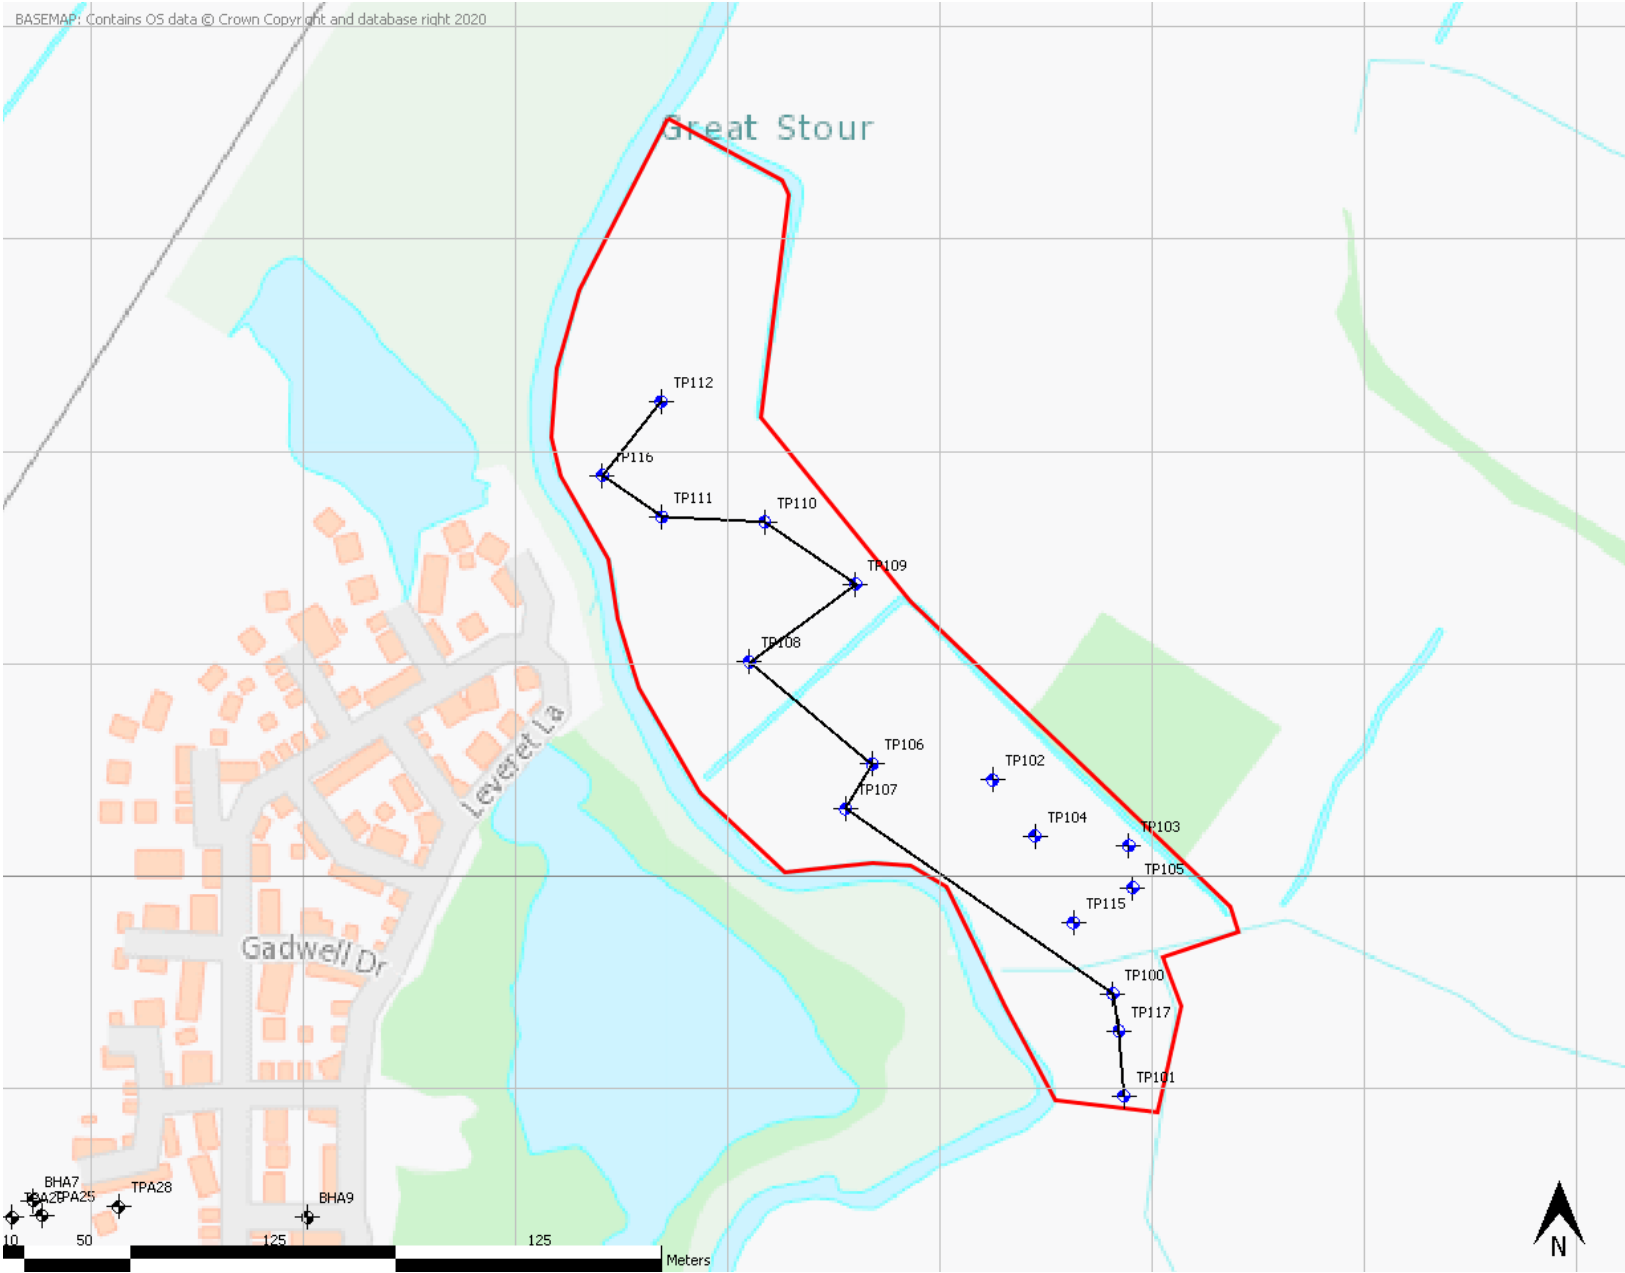 BASEMAP: Contains OS data © Crown Copyright and database right 2020
Great Stour
TP112
TP116
TP111
TP110
TP109
TP108
TP106
TP102
TP107
TP104
TP103
TP105
TP115
TP100
TP117
TP101
Leveret La
Gadwell Dr
BHA7
TPA25
TPA28
BHA9
10
50
125
125
Meters
N